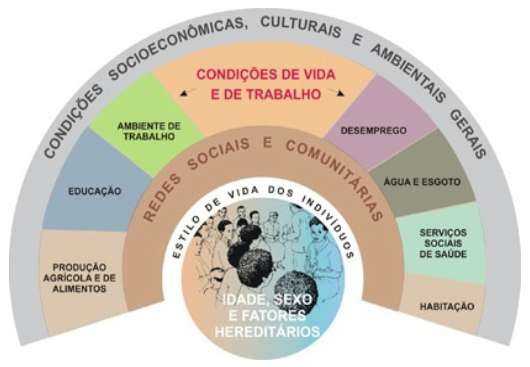 CONDIÇÕES SOCIOECONÔMICAS, CULTURAIS E AMBIENTAIS GERAIS
CONDIÇÕES DE VIDA
E DE TRABALHO
AMBIENTE DE
TRABALHO
DESEMPREGO
REDES SOCIAIS E COMUNITÁRIAS
EDUCAÇÃO
ÁGUA E ESGOTO
ESTILO DE VIDA DOS INDIVÍDUOS
SERVIÇOS
SOCIAIS
DE SAÚDE
PRODUÇÃO
AGRÍCOLA E DE
ALIMENTOS
HABITAÇÃO
IDADE, SEXO
E FATORES
HEREDITÁRIOS